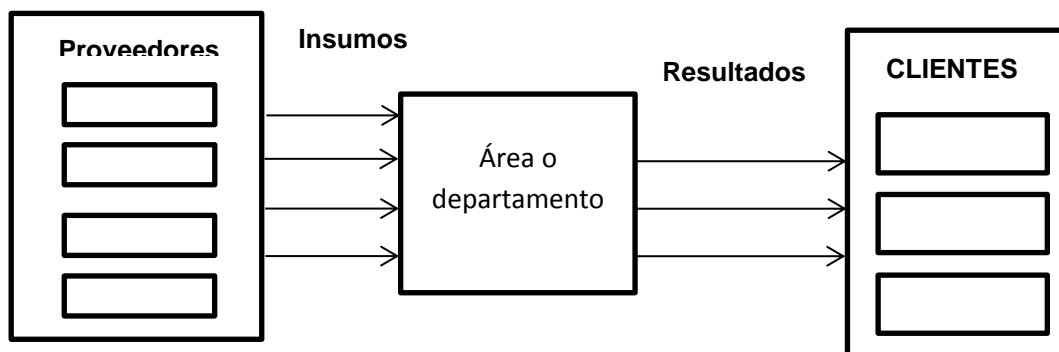 Proveedores
Insumos
Resultados
CLIENTES
Área o
departamento